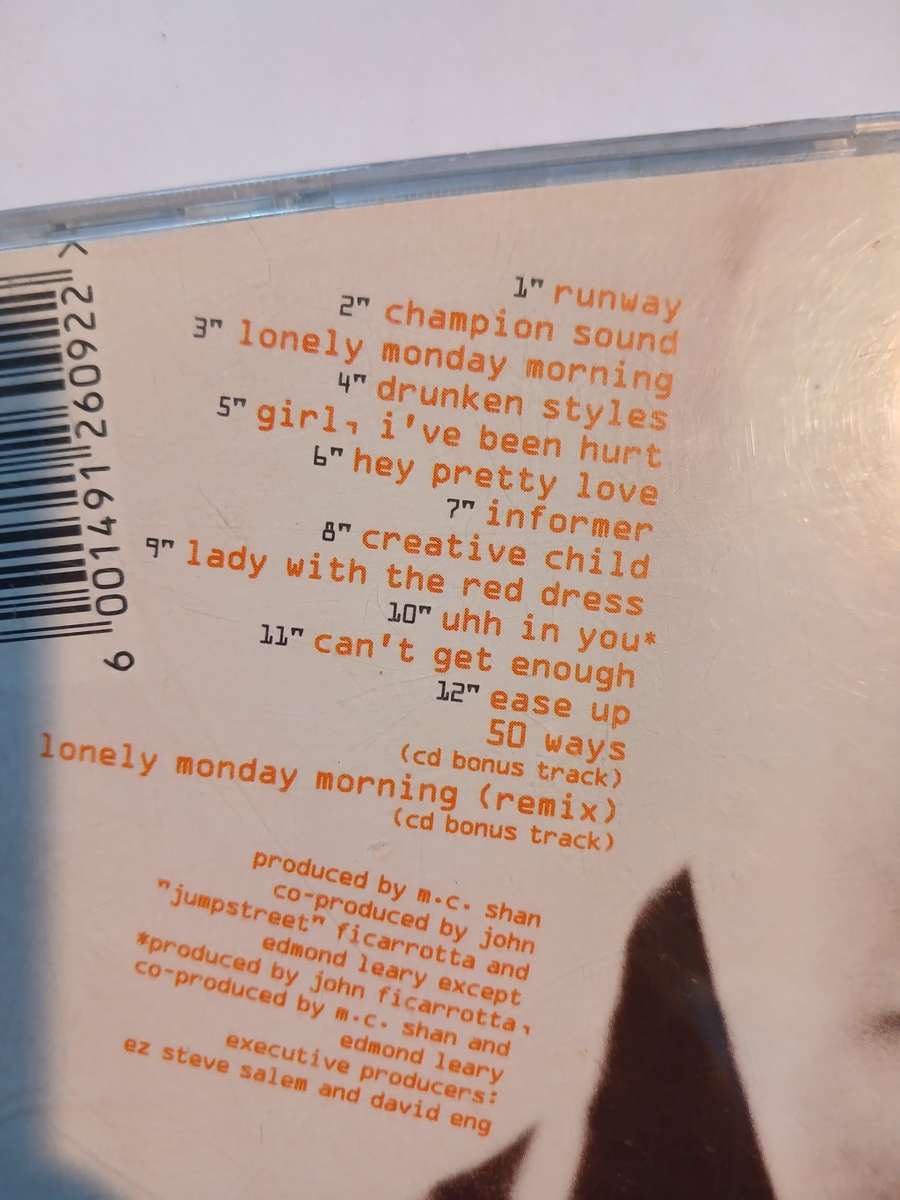 1" runway
2" champion sound
3" lonely monday morning
4" drunken styles
5" girl, i've been hurt
6" hey pretty love
7" informer
8" creative child
9" lady with the red dress
10" uhh in you*
11" can't get enough
12" ease up
50 ways
(cd bonus track)
lonely monday morning (remix)
(cd bonus track)
produced by m.c. shan
co-produced by john
"jumpstreet" ficarrotta and
edmond leary except
*produced by john ficarrotta,
co-produced by m.c. shan and
edmond leary
executive producers:
ez steve salem and david eng
6 001491 260922 >